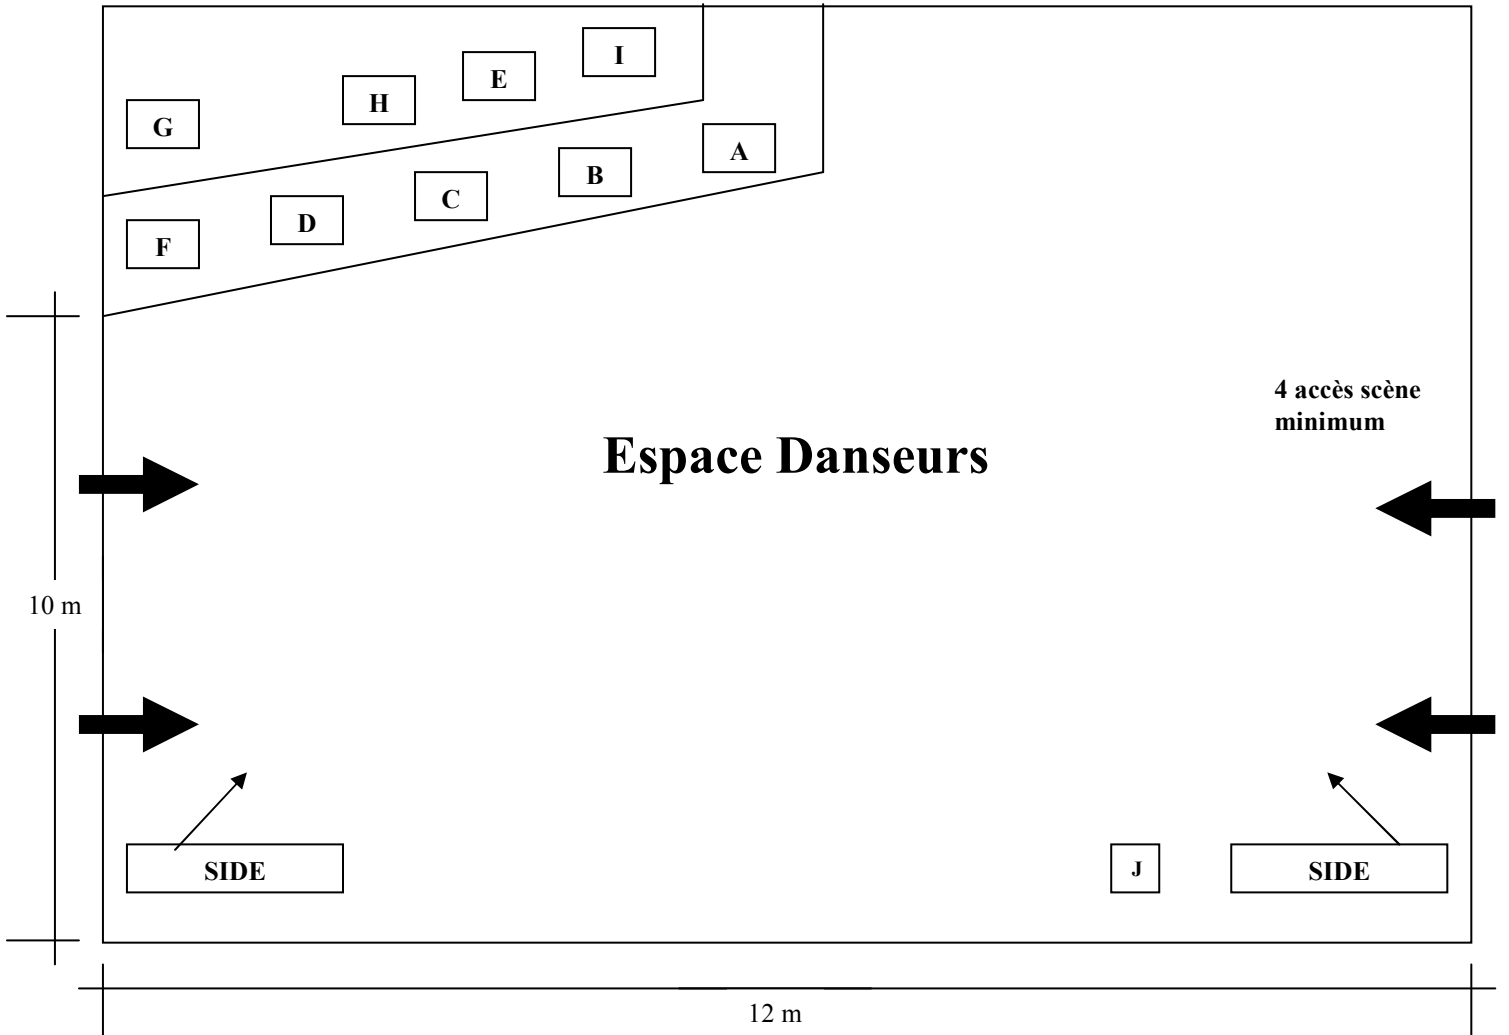 I
E
H
G
A
B
C
D
F
4 accès scène
minimum
Espace Danseurs
10 m
SIDE
J
SIDE
12 m